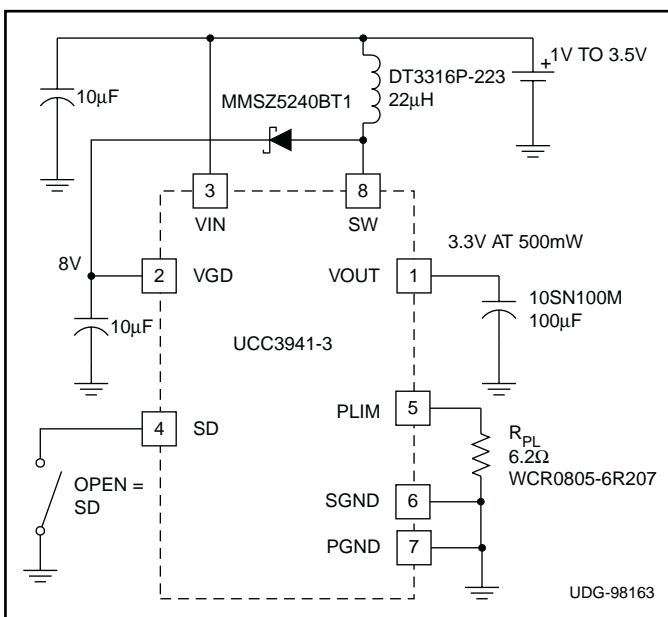 1V TO 3.5V
+
DT3316P-223
22µH
10µF
MMSZ5240BT1
3
8
VIN
SW
3.3V AT 500mW
8V
2
VGD
VOUT
1
10SN100M
100µF
10µF
UCC3941-3
4
SD
PLIM
5
RPL
6.2Ω
WCR0805-6R207
OPEN =
SD
SGND
6
PGND
7
UDG-98163